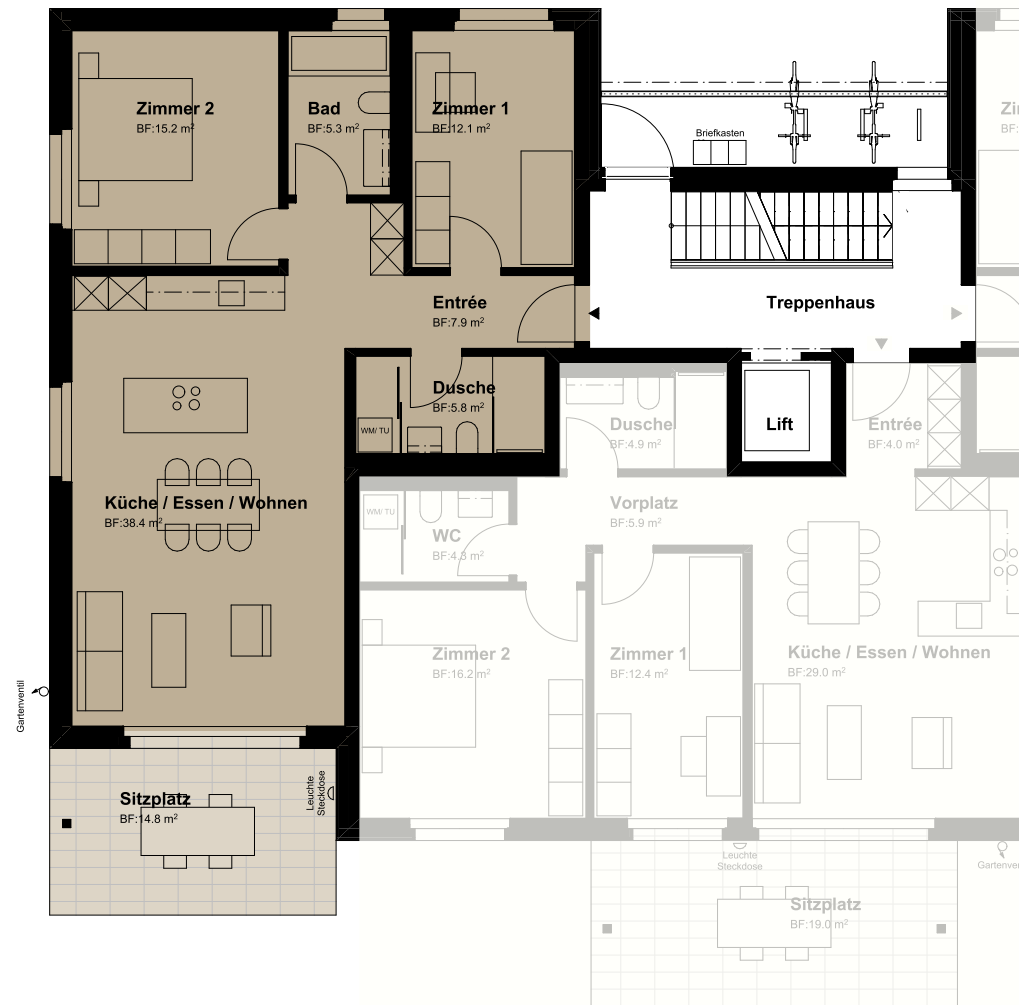 Zimmer 2
BF:15.2 m²
Bad
BF:5.3 m²
Zimmer 1
BF:12.1 m²
Briefkasten
Zi
BF:
Entrée
BF:7.9 m²
Treppenhaus
Dusche
BF:5.8 m²
WM/ TU
Dusche
BF:4.9 m²
Lift
Entrée
BF:4.0 m²
Küche / Essen / Wohnen
BF:38.4 m²
WM/ TU
WC
BF:4.3 m²
Vorplatz
BF:5.9 m²
Zimmer 2
BF:16.2 m²
Zimmer 1
BF:12.4 m²
Küche / Essen / Wohnen
BF:29.0 m²
Gartenventil
Sitzplatz
BF:14.8 m²
Leuchte
Steckdose
Leuchte
Steckdose
Gartenve
Sitzplatz
BF:19.0 m²